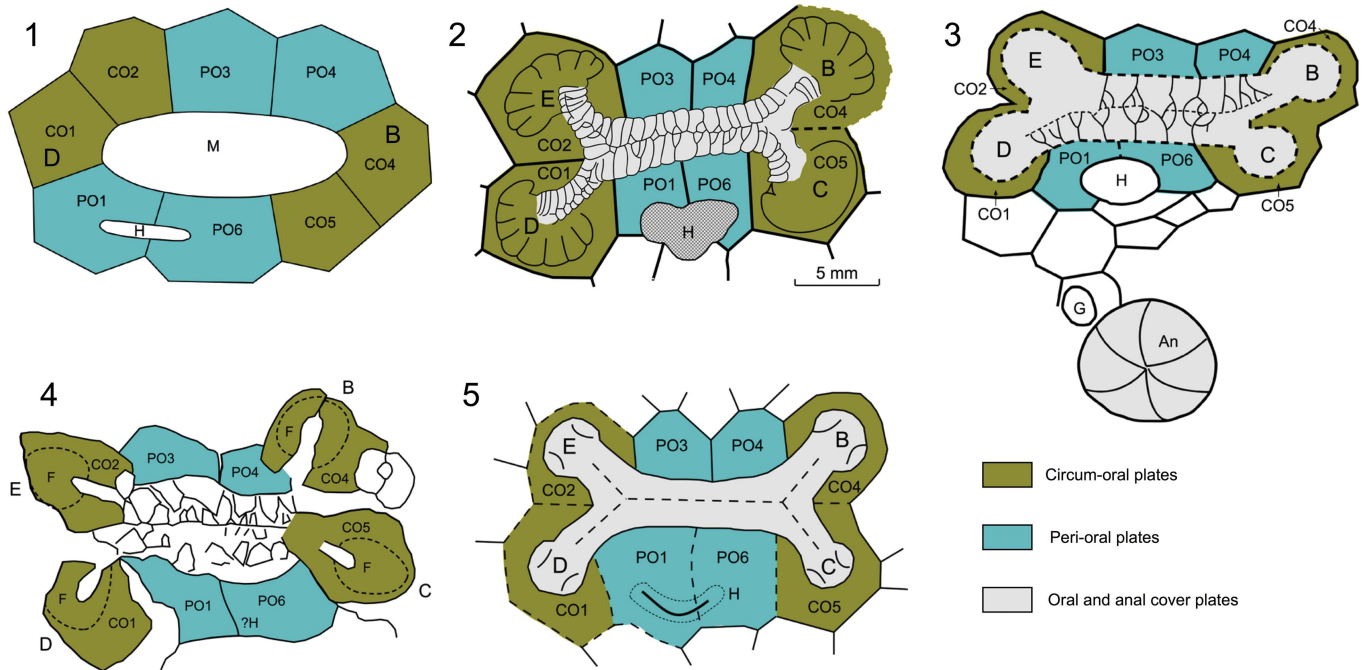 1
CO2
PO3
PO4
CO1
D
M
B
CO4
PO1
H
PO6
CO5
2
E
CO2
PO3
PO4
B
CO4
CO1
D
PO1
PO6
CO5
C
H
5 mm
3
CO4
E
PO3
PO4
CO5
B
CO2
D
PO1
PO6
C
H
CO1
CO5
G
An
4
B
F
CO2
PO3
PO4
CO4
E
F
CO5
F
C
F
CO1
PO1
PO6
?H
D
5
E
PO3
PO4
B
CO2
CO4
D
PO1
PO6
C
H
CO1
CO5
Circum-oral plates
Peri-oral plates
Oral and anal cover plates